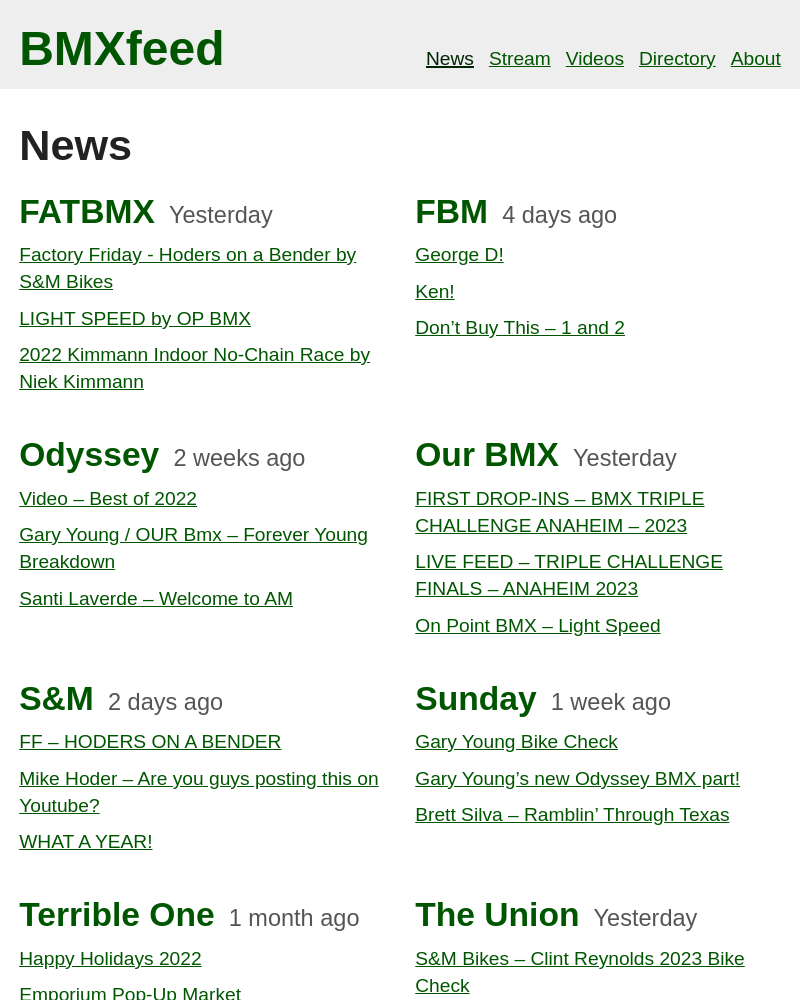 BMXfeed
News Stream Videos Directory About
News
FATBMX Yesterday
Factory Friday - Hoders on a Bender by
S&M Bikes
LIGHT SPEED by OP BMX
2022 Kimmann Indoor No-Chain Race by
Niek Kimmann
FBM 4 days ago
George D!
Ken!
Don’t Buy This – 1 and 2
Odyssey 2 weeks ago
Video – Best of 2022
Gary Young / OUR Bmx – Forever Young
Breakdown
Santi Laverde – Welcome to AM
Our BMX Yesterday
FIRST DROP-INS – BMX TRIPLE
CHALLENGE ANAHEIM – 2023
LIVE FEED – TRIPLE CHALLENGE
FINALS – ANAHEIM 2023
On Point BMX – Light Speed
S&M 2 days ago
FF – HODERS ON A BENDER
Mike Hoder – Are you guys posting this on
Youtube?
WHAT A YEAR!
Sunday 1 week ago
Gary Young Bike Check
Gary Young’s new Odyssey BMX part!
Brett Silva – Ramblin’ Through Texas
Terrible One 1 month ago
Happy Holidays 2022
Emporium Pop-Up Market
The Union Yesterday
S&M Bikes – Clint Reynolds 2023 Bike
Check